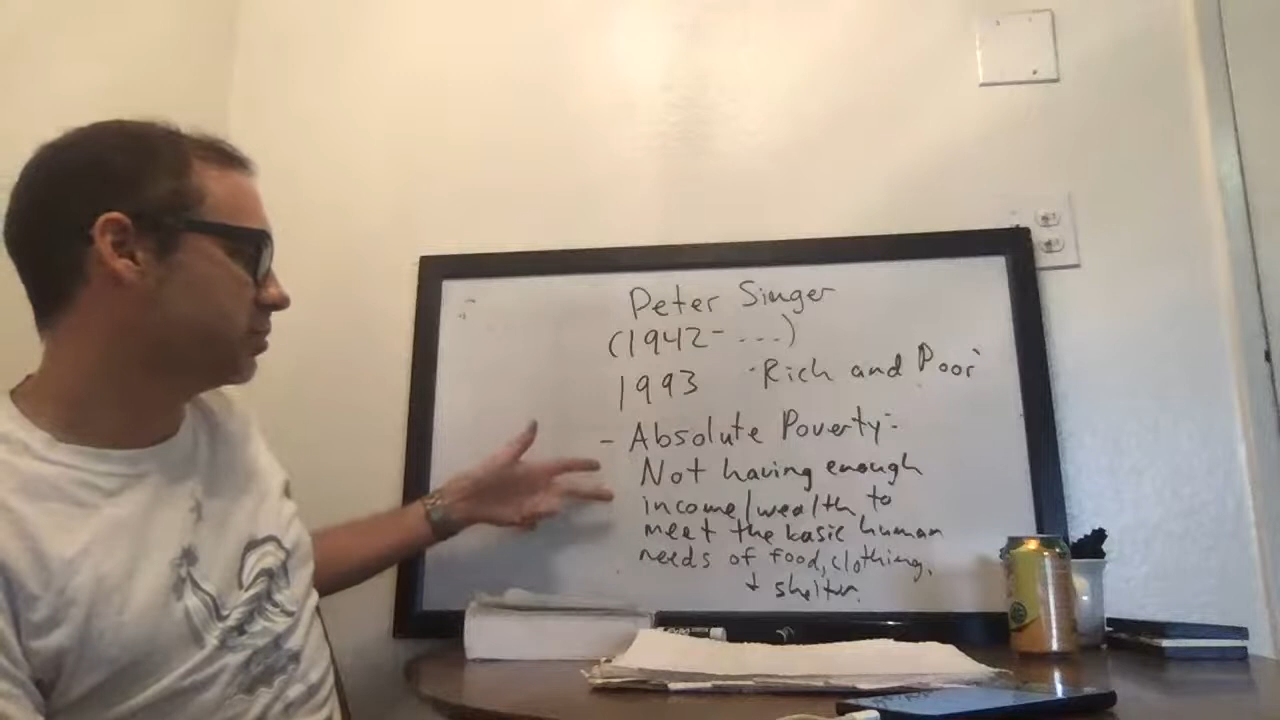 Peter Singer
(1942- ...)
1993 "Rich and Poor"
- Absolute Poverty:
Not having enough
income/wealth to
meet the basic human
needs of food, clothing,
+ shelter.